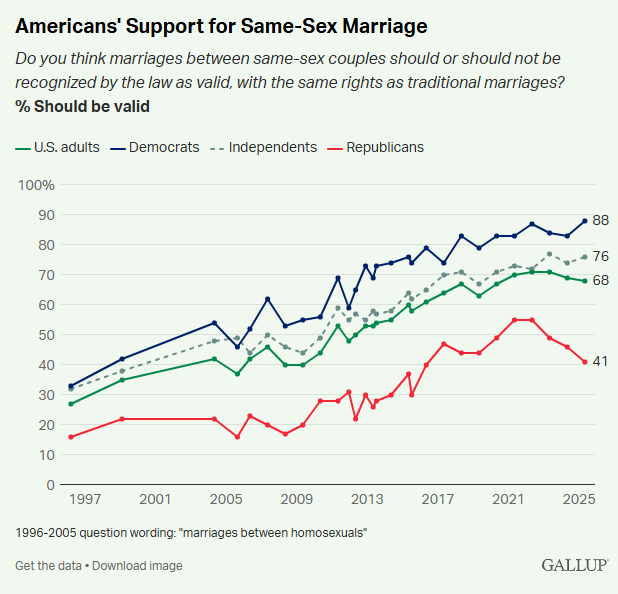 Americans' Support for Same-Sex Marriage
Do you think marriages between same-sex couples should or should not be
recognized by the law as valid, with the same rights as traditional marriages?
% Should be valid
U.S. adults Democrats Independents Republicans
100%
90
80
70
60
50
40
30
20
10
0
88
76
68
41
1997 2001 2005 2009 2013 2017 2021 2025
1996-2005 question wording: "marriages between homosexuals"
Get the data • Download image
GALLUP®